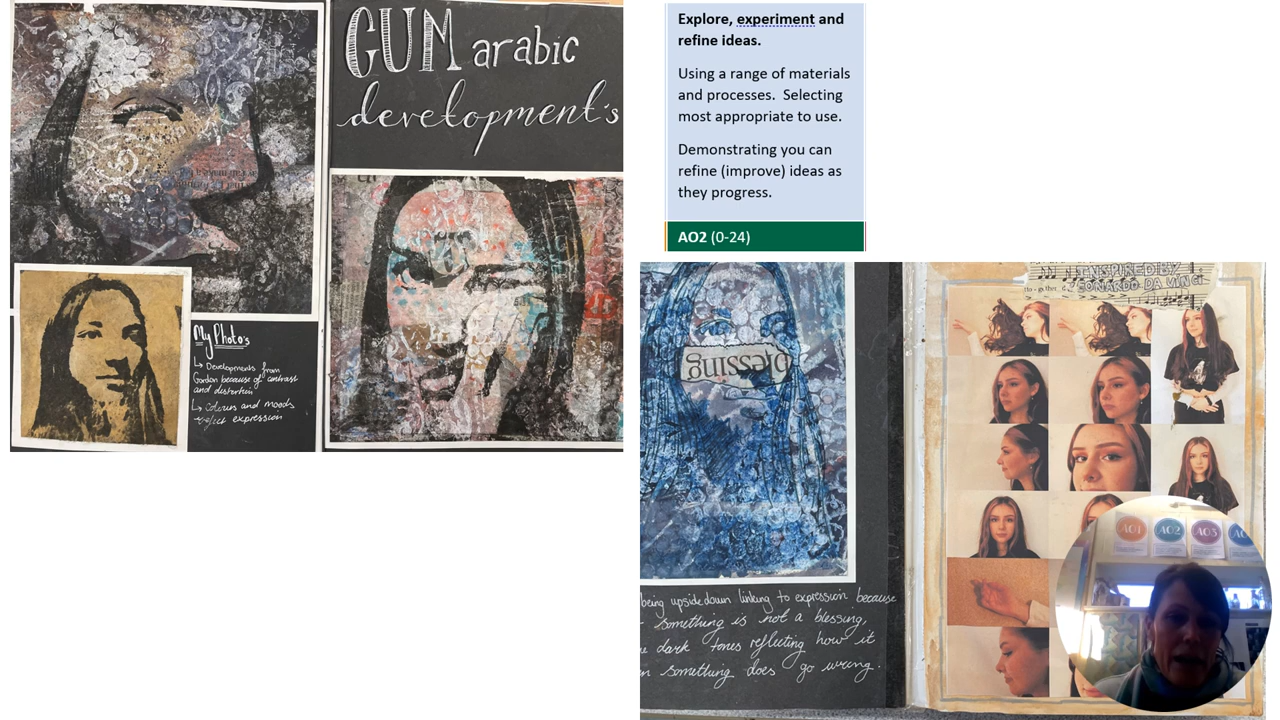 GUM arabic
development's
My Photo's
↳ Developments from
Gordon because of contrast
and distortion
↳ Colours and moods
reflect expression
Explore, experiment and
refine ideas.
Using a range of materials
and processes. Selecting
most appropriate to use.
Demonstrating you can
refine (improve) ideas as
they progress.
AO2 (0-24)
Blessing
being upside down linking to expression because
something is not a blessing,
dark tones reflecting how it
something does go wrong.
INSPIRED BY
LEONARDO DA VINCI
AO1
AO2
AO3